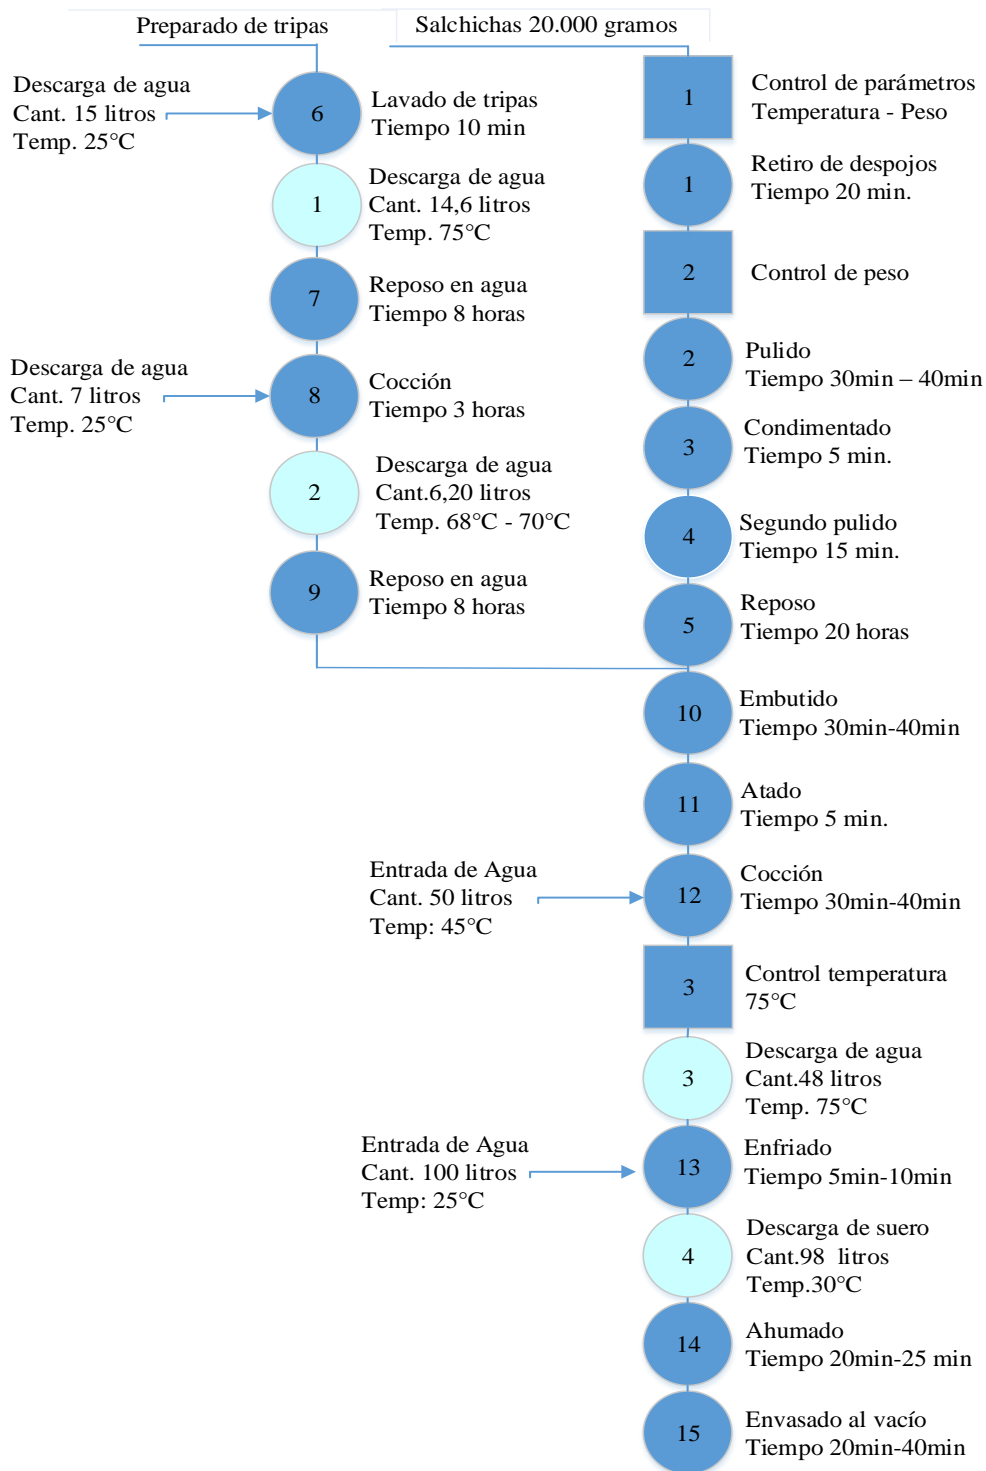 Preparado de tripas
Salchichas 20.000 gramos
Descarga de agua
Cant. 15 litros
Temp. 25°C
6
Lavado de tripas
Tiempo 10 min
1
Descarga de agua
Cant. 14,6 litros
Temp. 75°C
7
Reposo en agua
Tiempo 8 horas
Descarga de agua
Cant. 7 litros
Temp. 25°C
8
Cocción
Tiempo 3 horas
2
Descarga de agua
Cant.6,20 litros
Temp. 68°C - 70°C
9
Reposo en agua
Tiempo 8 horas
1
Control de parámetros
Temperatura - Peso
1
Retiro de despojos
Tiempo 20 min.
2
Control de peso
2
Pulido
Tiempo 30min – 40min
3
Condimentado
Tiempo 5 min.
4
Segundo pulido
Tiempo 15 min.
5
Reposo
Tiempo 20 horas
10
Embutido
Tiempo 30min-40min
11
Atado
Tiempo 5 min.
Entrada de Agua
Cant. 50 litros
Temp: 45°C
12
Cocción
Tiempo 30min-40min
3
Control temperatura
75°C
3
Descarga de agua
Cant.48 litros
Temp. 75°C
Entrada de Agua
Cant. 100 litros
Temp: 25°C
13
Enfriado
Tiempo 5min-10min
4
Descarga de suero
Cant.98 litros
Temp.30°C
14
Ahumado
Tiempo 20min-25 min
15
Envasado al vacío
Tiempo 20min-40min